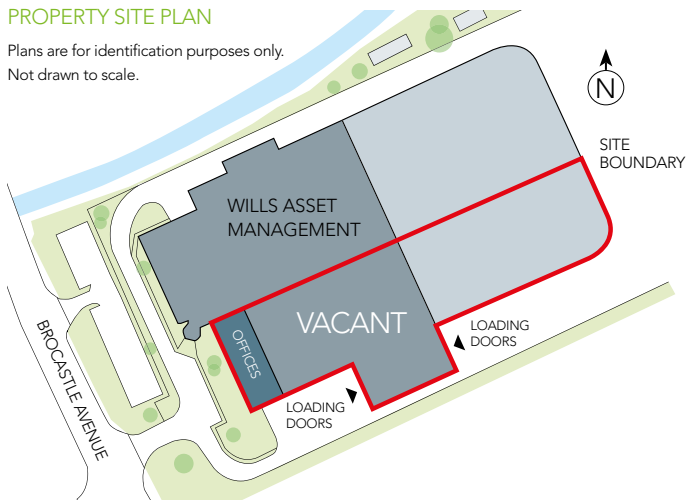 PROPERTY SITE PLAN
Plans are for identification purposes only.
Not drawn to scale.
N
SITE
BOUNDARY
WILLS ASSET
MANAGEMENT
VACANT
OFFICES
LOADING
DOORS
LOADING
DOORS
BROCASTLE AVENUE